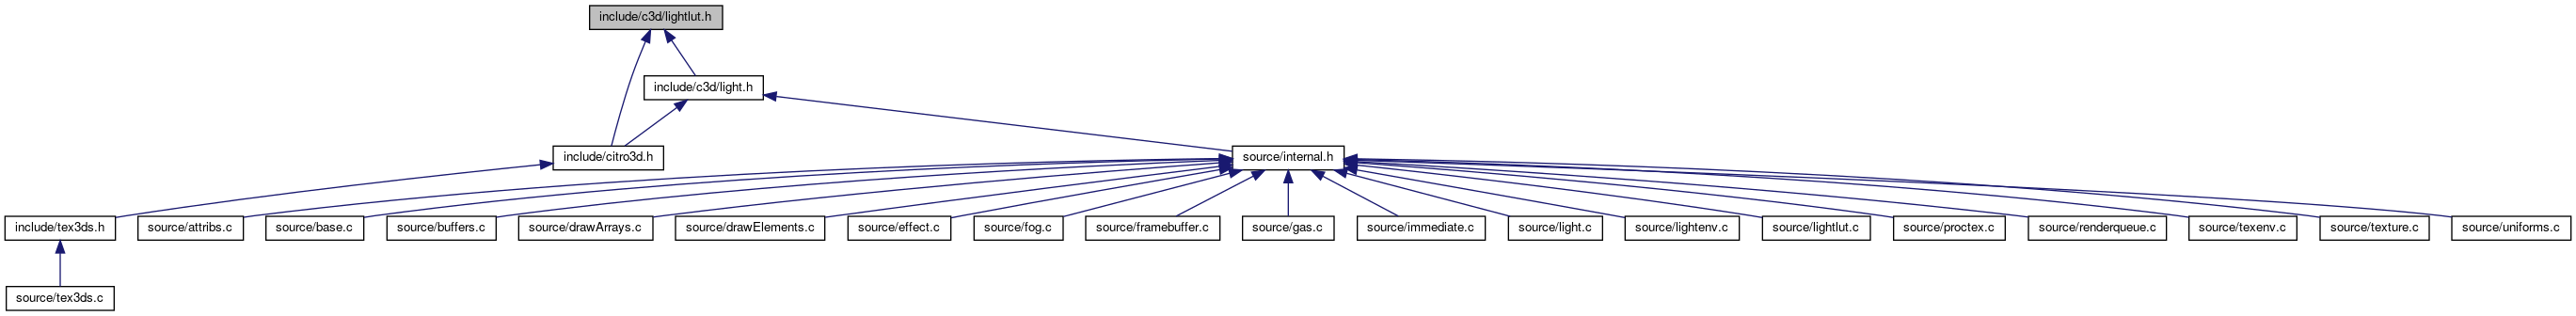 include/c3d/lightlut.h
include/c3d/light.h
include/citro3d.h
source/internal.h
include/tex3ds.h
source/attribs.c
source/base.c
source/buffers.c
source/drawArrays.c
source/drawElements.c
source/effect.c
source/fog.c
source/framebuffer.c
source/gas.c
source/immediate.c
source/light.c
source/lightenv.c
source/lightlut.c
source/proctex.c
source/renderqueue.c
source/texenv.c
source/texture.c
source/uniforms.c
source/tex3ds.c